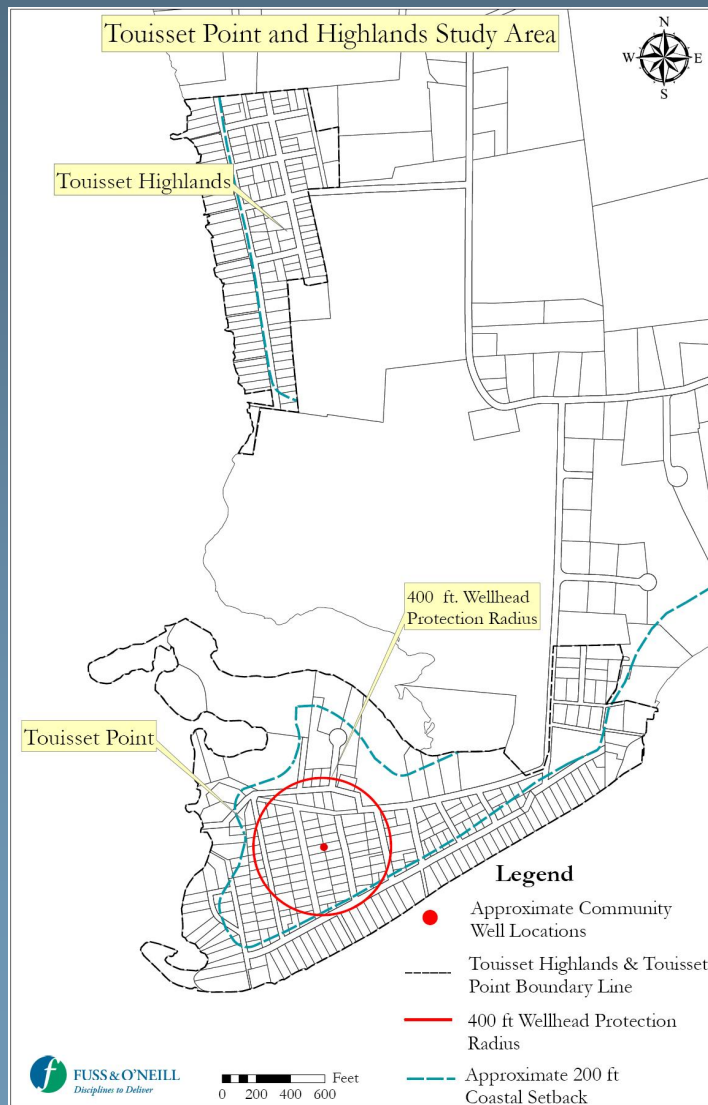 Touisset Point and Highlands Study Area
N
W E
S
Touisset Highlands
400 ft. Wellhead
Protection Radius
Touisset Point
Legend
Approximate Community
Well Locations
Touisset Highlands & Touisset
Point Boundary Line
400 ft Wellhead Protection
Radius
Approximate 200 ft
Coastal Setback
f
FUSS & O'NEILL
Disciplines to Deliver
Feet
0 100 200 400 600